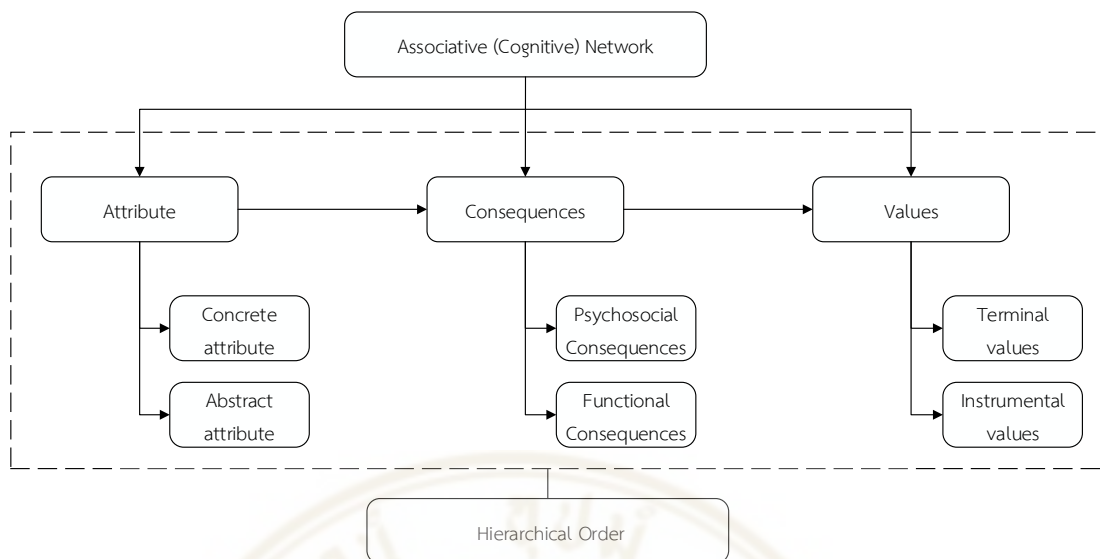 Associative (Cognitive) Network
Attribute
Consequences
Values
Concrete
attribute
Psychosocial
Consequences
Terminal
values
Abstract
attribute
Functional
Consequences
Instrumental
values
Hierarchical Order